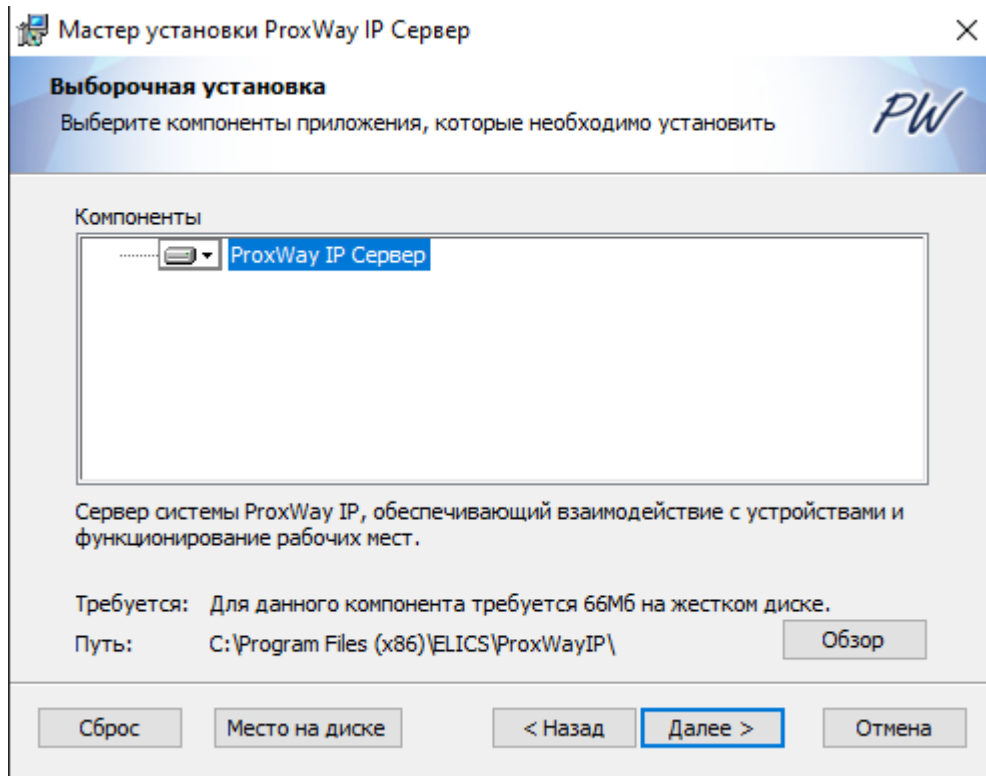 Мастер установки ProxWay IP Сервер
Выборочная установка
Выберите компоненты приложения, которые необходимо установить
PW
Компоненты
ProxWay IP Сервер
Сервер системы ProxWay IP, обеспечивающий взаимодействие с устройствами и
функционирование рабочих мест.
Требуется: Для данного компонента требуется 66Мб на жестком диске.
Путь: C:\Program Files (x86)\ELICS\ProxWayIP\
Обзор
Сброс Место на диске < Назад Далее > Отмена